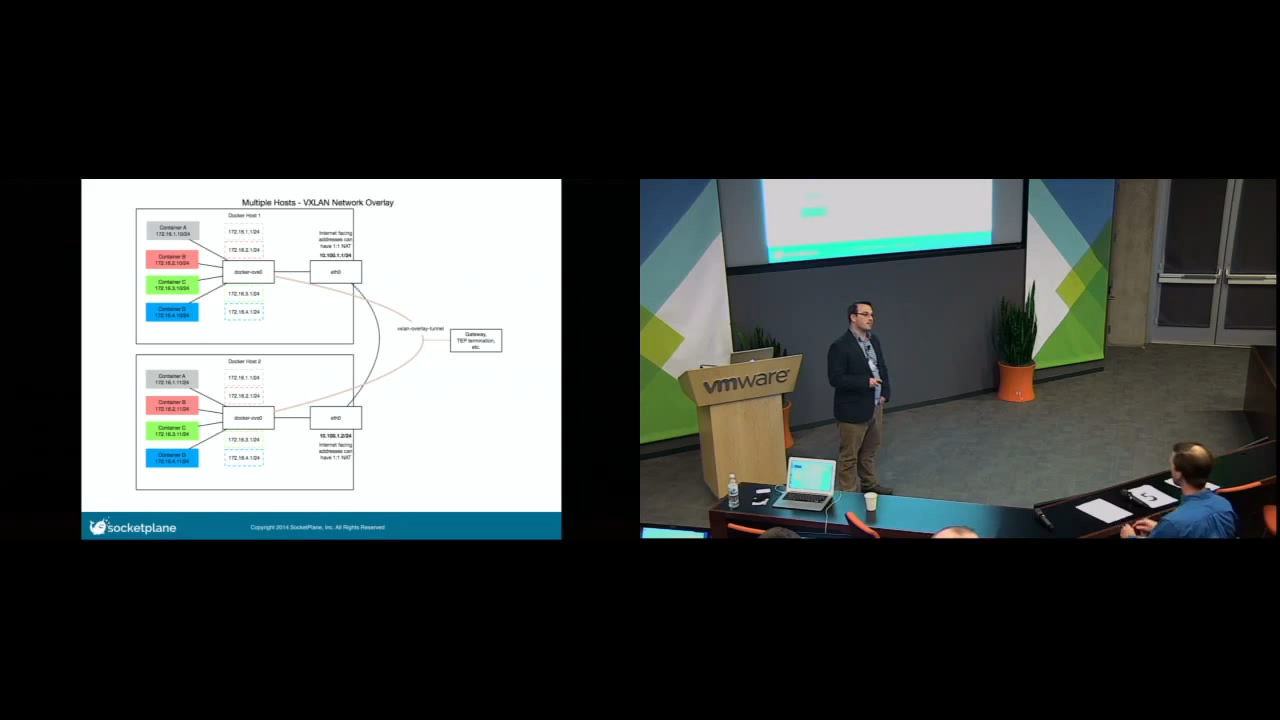 Multiple Hosts - VXLAN Network Overlay
Docker Host 1
Container A
172.16.1.10/24
Container B
172.16.2.10/24
Container C
172.16.3.10/24
Container D
172.16.4.10/24
172.16.1.1/24
172.16.2.1/24
docker-ovs0
172.16.3.1/24
172.16.4.1/24
Internet facing
addresses can
have 1:1 NAT
10.100.1.1/24
eth0
vxlan-overlay-tunnel
Gateway,
TEP termination,
etc.
Docker Host 2
Container A
172.16.1.11/24
Container B
172.16.2.11/24
Container C
172.16.3.11/24
Container D
172.16.4.11/24
172.16.1.1/24
172.16.2.1/24
docker-ovs0
172.16.3.1/24
172.16.4.1/24
eth0
10.100.1.2/24
Internet facing
addresses can
have 1:1 NAT
socketplane
Copyright 2014 SocketPlane, Inc. All Rights Reserved
vmware
5